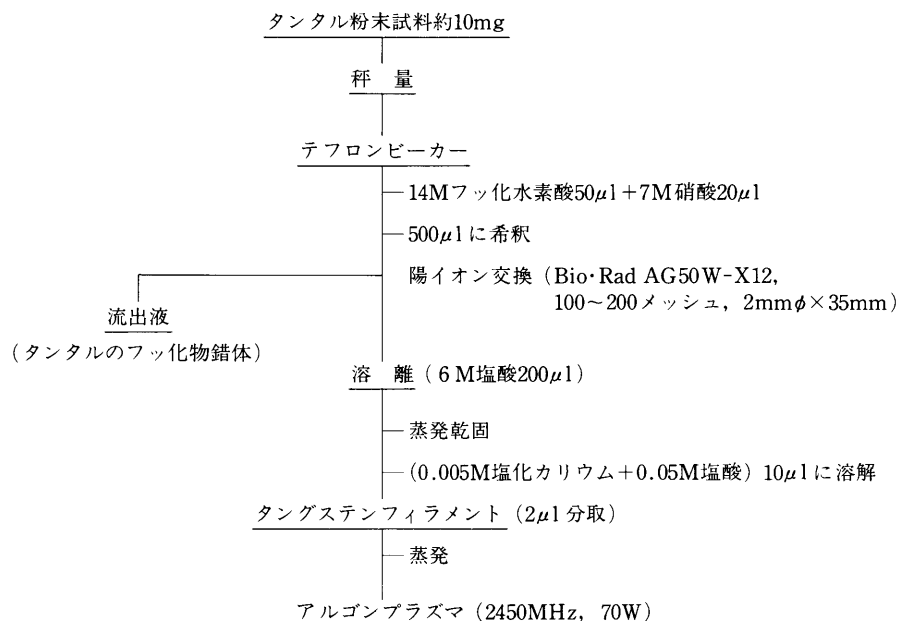 タンタル粉末試料約10mg
秤 量
テフロンビーカー
14Mフッ化水素酸50μl+7M硝酸20μl
500μlに希釈
陽イオン交換(Bio・Rad AG50W-X12,
100~200メッシュ,2mmφ×35mm)
流出液
(タンタルのフッ化物錯体)
溶 離(6M塩酸200μl)
蒸発乾固
(0.005M塩化カリウム+0.05M塩酸)10μlに溶解
タングステンフィラメント(2μl分取)
蒸発
アルゴンプラズマ(2450MHz,70W)